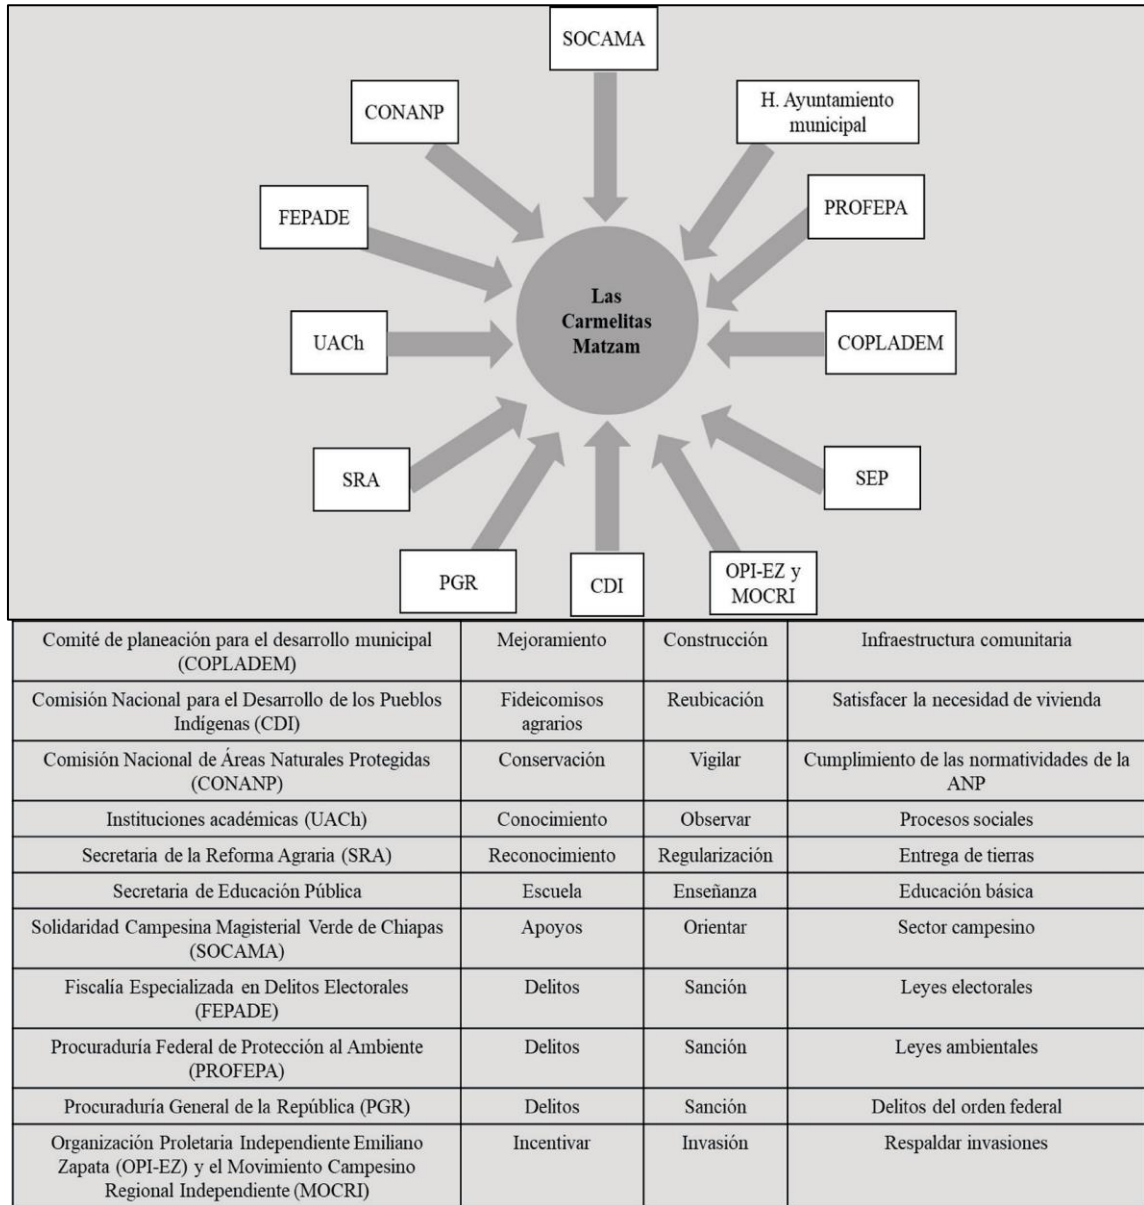 SOCAMA
CONANP
H. Ayuntamiento
municipal
FEPADE
PROFEPA
Las
Carmelitas
Matzam
UACh
COPLADEM
SRA
SEP
PGR
CDI
OPI-EZ y
MOCRI
Comité de planeación para el desarrollo municipal
(COPLADEM)
Mejoramiento
Construcción
Infraestructura comunitaria
Comisión Nacional para el Desarrollo de los Pueblos
Indígenas (CDI)
Fideicomisos
agrarios
Reubicación
Satisfacer la necesidad de vivienda
Comisión Nacional de Áreas Naturales Protegidas
(CONANP)
Conservación
Vigilar
Cumplimiento de las normatividades de la
ANP
Instituciones académicas (UACh)
Conocimiento
Observar
Procesos sociales
Secretaria de la Reforma Agraria (SRA)
Reconocimiento
Regularización
Entrega de tierras
Secretaria de Educación Pública
Escuela
Enseñanza
Educación básica
Solidaridad Campesina Magisterial Verde de Chiapas
(SOCAMA)
Apoyos
Orientar
Sector campesino
Fiscalía Especializada en Delitos Electorales
(FEPADE)
Delitos
Sanción
Leyes electorales
Procuraduría Federal de Protección al Ambiente
(PROFEPA)
Delitos
Sanción
Leyes ambientales
Procuraduría General de la República (PGR)
Delitos
Sanción
Delitos del orden federal
Organización Proletaria Independiente Emiliano
Zapata (OPI-EZ) y el Movimiento Campesino
Regional Independiente (MOCRI)
Incentivar
Invasión
Respaldar invasiones